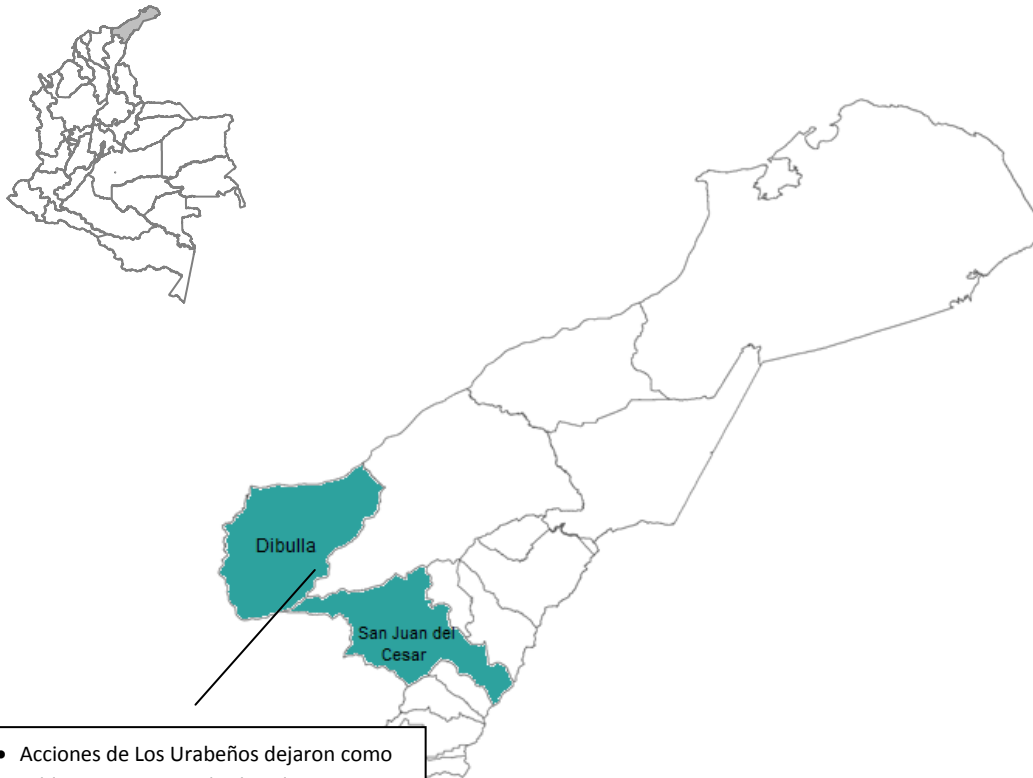 Dibulla
San Juan del
Cesar
• Acciones de Los Urabeños dejaron como